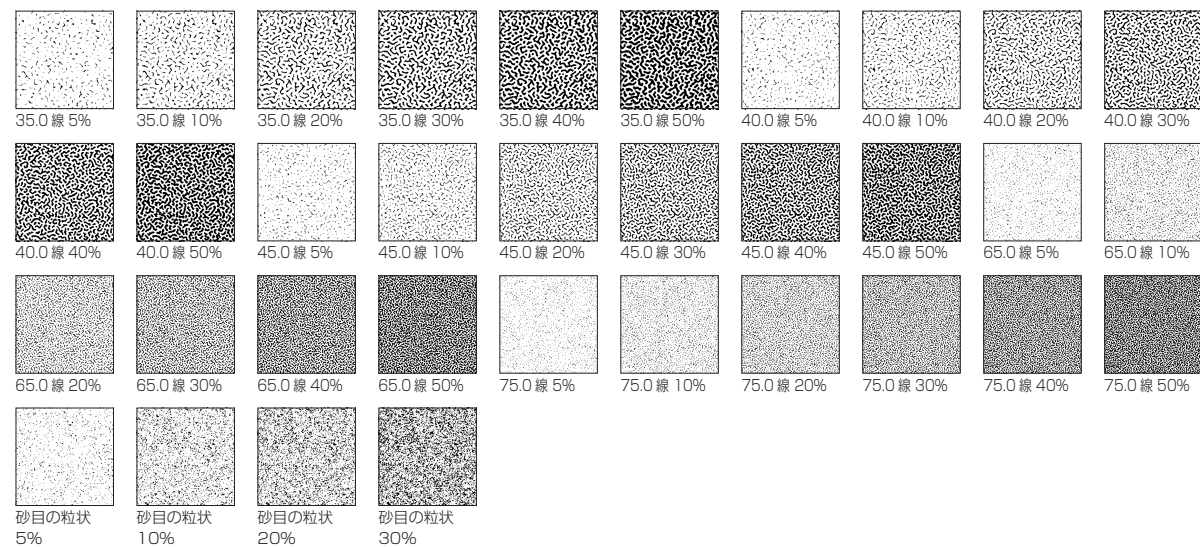 35.0 線 5%
35.0 線 10%
35.0 線 20%
35.0 線 30%
35.0 線 40%
35.0 線 50%
40.0 線 5%
40.0 線 10%
40.0 線 20%
40.0 線 30%
40.0 線 40%
40.0 線 50%
45.0 線 5%
45.0 線 10%
45.0 線 20%
45.0 線 30%
45.0 線 40%
45.0 線 50%
65.0 線 5%
65.0 線 10%
65.0 線 20%
65.0 線 30%
65.0 線 40%
65.0 線 50%
75.0 線 5%
75.0 線 10%
75.0 線 20%
75.0 線 30%
75.0 線 40%
75.0 線 50%
砂目の粒状
5%
砂目の粒状
10%
砂目の粒状
20%
砂目の粒状
30%